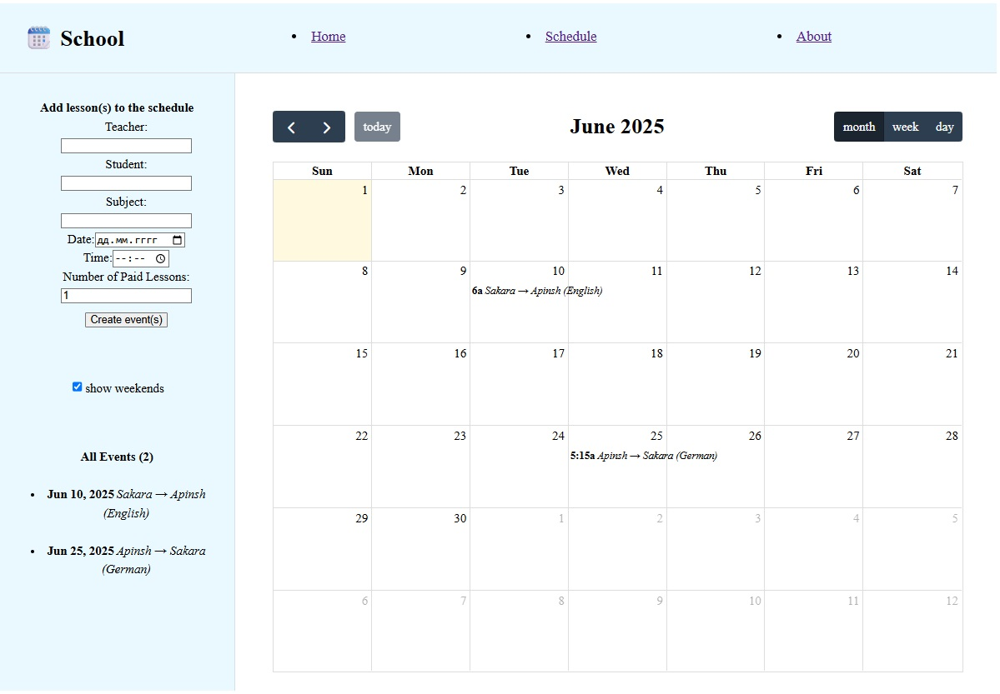 School
Home
Schedule
About
Add lesson(s) to the schedule
Teacher:
Student:
Subject:
Date: дд.мм.гггг
Time: --:--
Number of Paid Lessons:
1
Create event(s)
show weekends
All Events (2)
Jun 10, 2025 Sakara → Apinsh
(English)
Jun 25, 2025 Apinsh → Sakara
(German)
today
June 2025
month week day
Sun Mon Tue Wed Thu Fri Sat
1 2 3 4 5 6 7
8 9 10 11 12 13 14
6a Sakara → Apinsh (English)
15 16 17 18 19 20 21
22 23 24 25 26 27 28
5:15a Apinsh → Sakara (German)
29 30 1 2 3 4 5
6 7 8 9 10 11 12